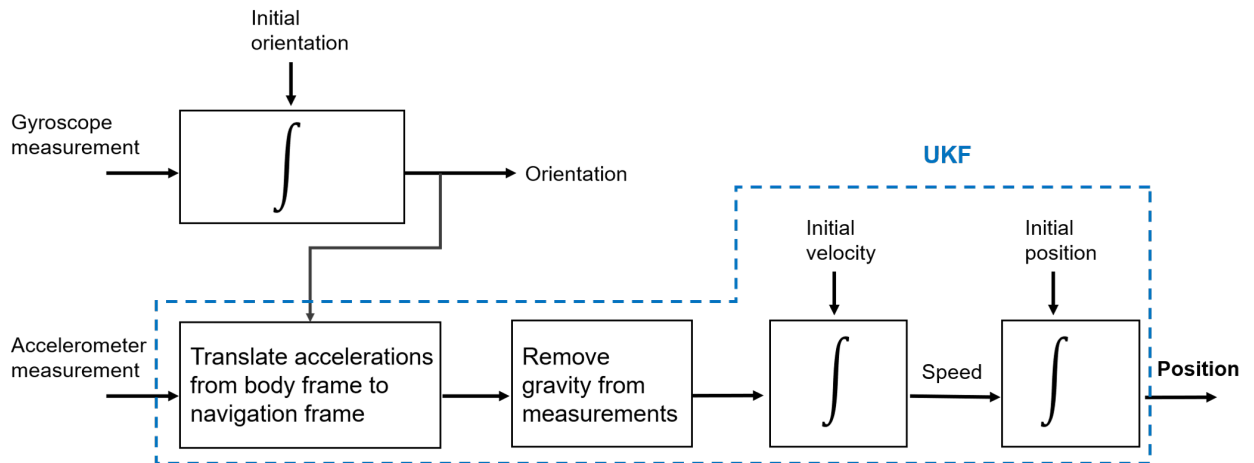 Initial
orientation
Gyroscope
measurement
∫
Orientation
UKF
Initial
velocity
Initial
position
Accelerometer
measurement
Translate accelerations
from body frame to
navigation frame
Remove
gravity from
measurements
∫
Speed
∫
Position